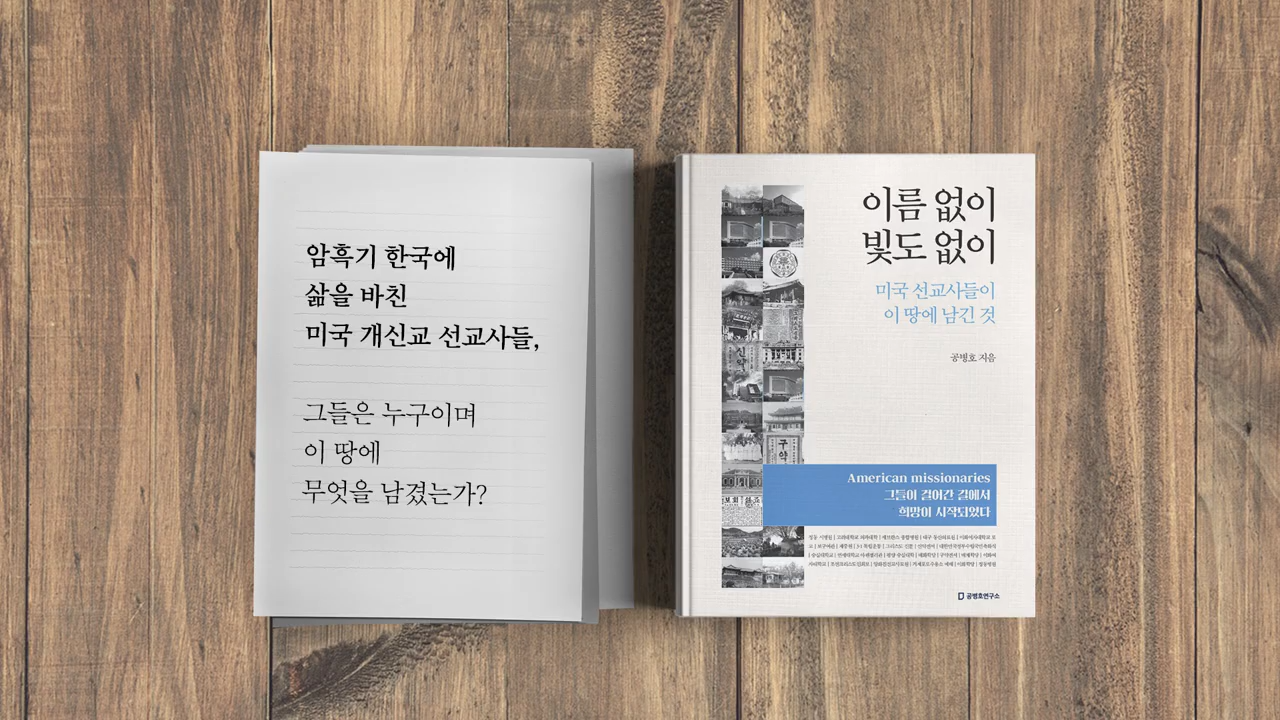 암흑기 한국에
삶을 바친
미국 개신교 선교사들,
그들은 누구이며
이 땅에
무엇을 남겼는가?
이름 없이
빛도 없이
미국 선교사들이
이 땅에 남긴 것
공병호 지음
신약
구약
American missionaries
그들이 걸어간 길에서
희망이 시작되었다
공병호연구소